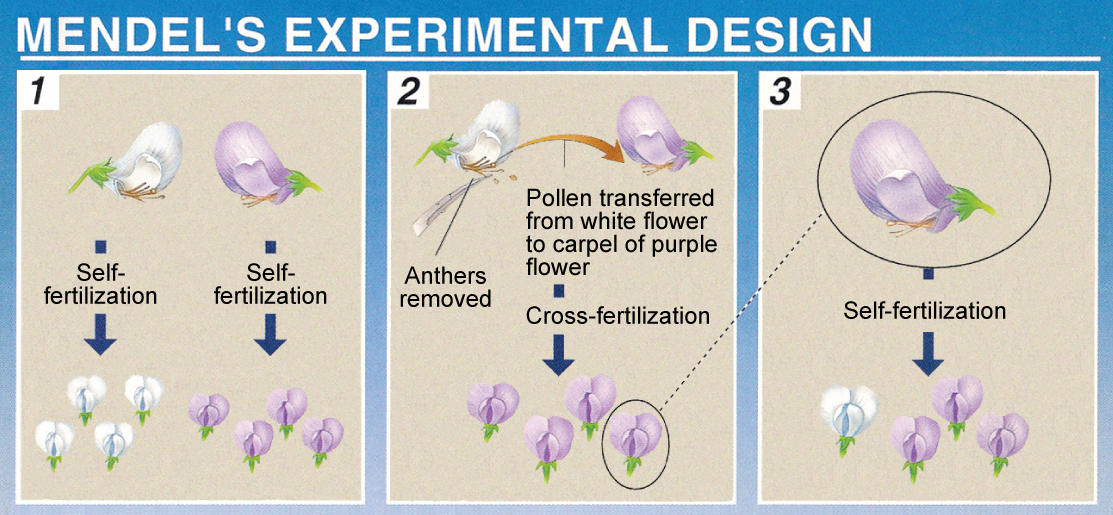 MENDEL'S EXPERIMENTAL DESIGN
1
Self-
fertilization
Self-
fertilization
2
Pollen transferred
from white flower
to carpel of purple
flower
Anthers
removed
Cross-fertilization
3
Self-fertilization